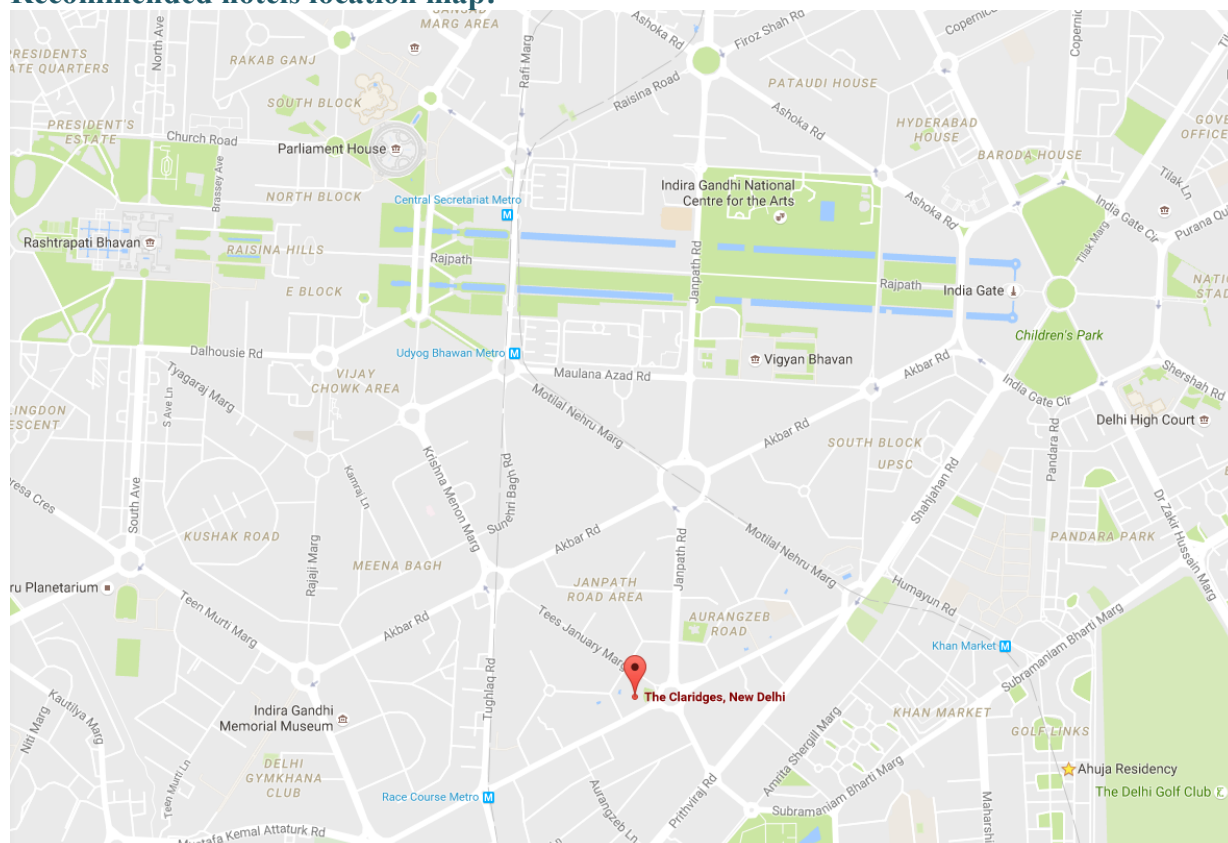 Recommended hotels location map:
MARG AREA
Ashoka Rd
Firoz Shah Rd
Copernic
Copernic
PRESIDENTS
ATE QUARTERS
North Ave
RAKAB GANJ
Rafi Marg
Raisina Road
PATAUDI HOUSE
Ashoka Rd
SOUTH BLOCK
HYDERABAD
HOUSE
GOVE
OFFICE
PRESIDENT'S
ESTATE
Church Road
Parliament House
BARODA HOUSE
Brassey Ave
NORTH BLOCK
Central Secretariat Metro
Indira Gandhi National
Centre for the Arts
Ashoka Rd
Tilak Ln
India Gate Cir
Purana Qi
Tilak Marg
Rashtrapati Bhavan
RAISINA HILLS
Rajpath
Janpath Rd
Rajpath
E BLOCK
India Gate
NATI
STAD
Children's Park
Dalhousie Rd
Udyog Bhawan Metro
Vigyan Bhavan
Maulana Azad Rd
Akbar Rd
Tyagaraj Marg
VIJAY
CHOWK AREA
Motilal Nehru Marg
India Gate Cir
Shershah Rd
LINGDON
ESCENT
S Ave Ln
Delhi High Court
Akbar Rd
SOUTH BLOCK
UPSC
Pandara Rd
Krishna Menon Marg
Sunehri Bagh Rd
Kamraj Ln
Shahjahan Rd
eresa Cres
South Ave
KUSHAK ROAD
Rajaji Marg
MEENA BAGH
Akbar Rd
Janpath Rd
Motilal Nehru Marg
PANDARA PARK
Dr Zakir Hussain Marg
ru Planetarium
JANPATH
ROAD AREA
Humayun Rd
Teen Murti Marg
Akbar Rd
Tees January Marg
AURANGZEB
ROAD
Khan Market
Subramaniam Bharti Marg
Tughlaq Rd
The Claridges, New Delhi
Kautilya Marg
Niti Marg
Indira Gandhi
Memorial Museum
KHAN MARKET
GOLF LINKS
Teen Murti Ln
DELHI
GYMKHANA
CLUB
Amrita Shergill Marg
Ahuja Residency
Race Course Metro
Aurangzeb Ln
Prithviraj Rd
Subramaniam Bharti Marg
Maharshi
The Delhi Golf Club
Mustafa Kemal Attaturk Rd